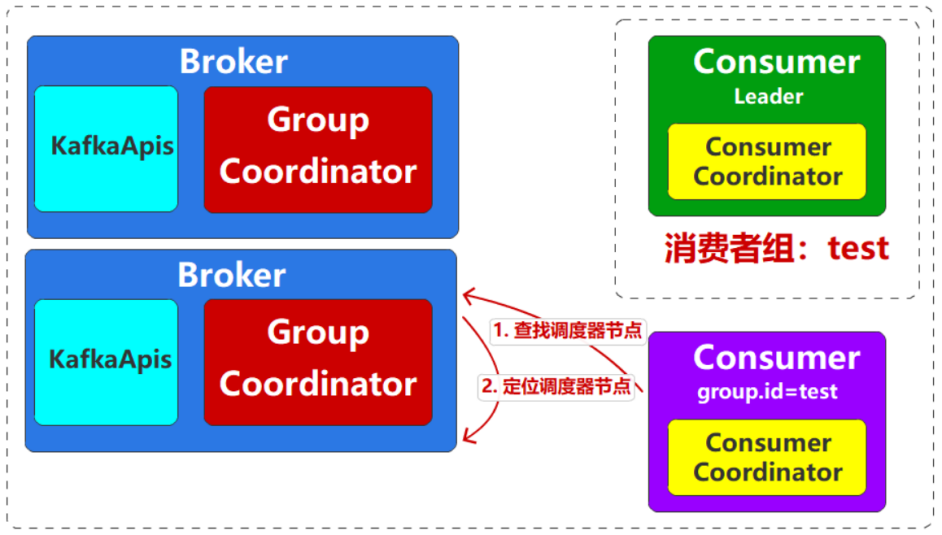 Broker
KafkaApis
Group
Coordinator
Broker
KafkaApis
Group
Coordinator
Consumer
Leader
Consumer
Coordinator
消费者组：test
1. 查找调度器节点
2. 定位调度器节点
Consumer
group.id=test
Consumer
Coordinator